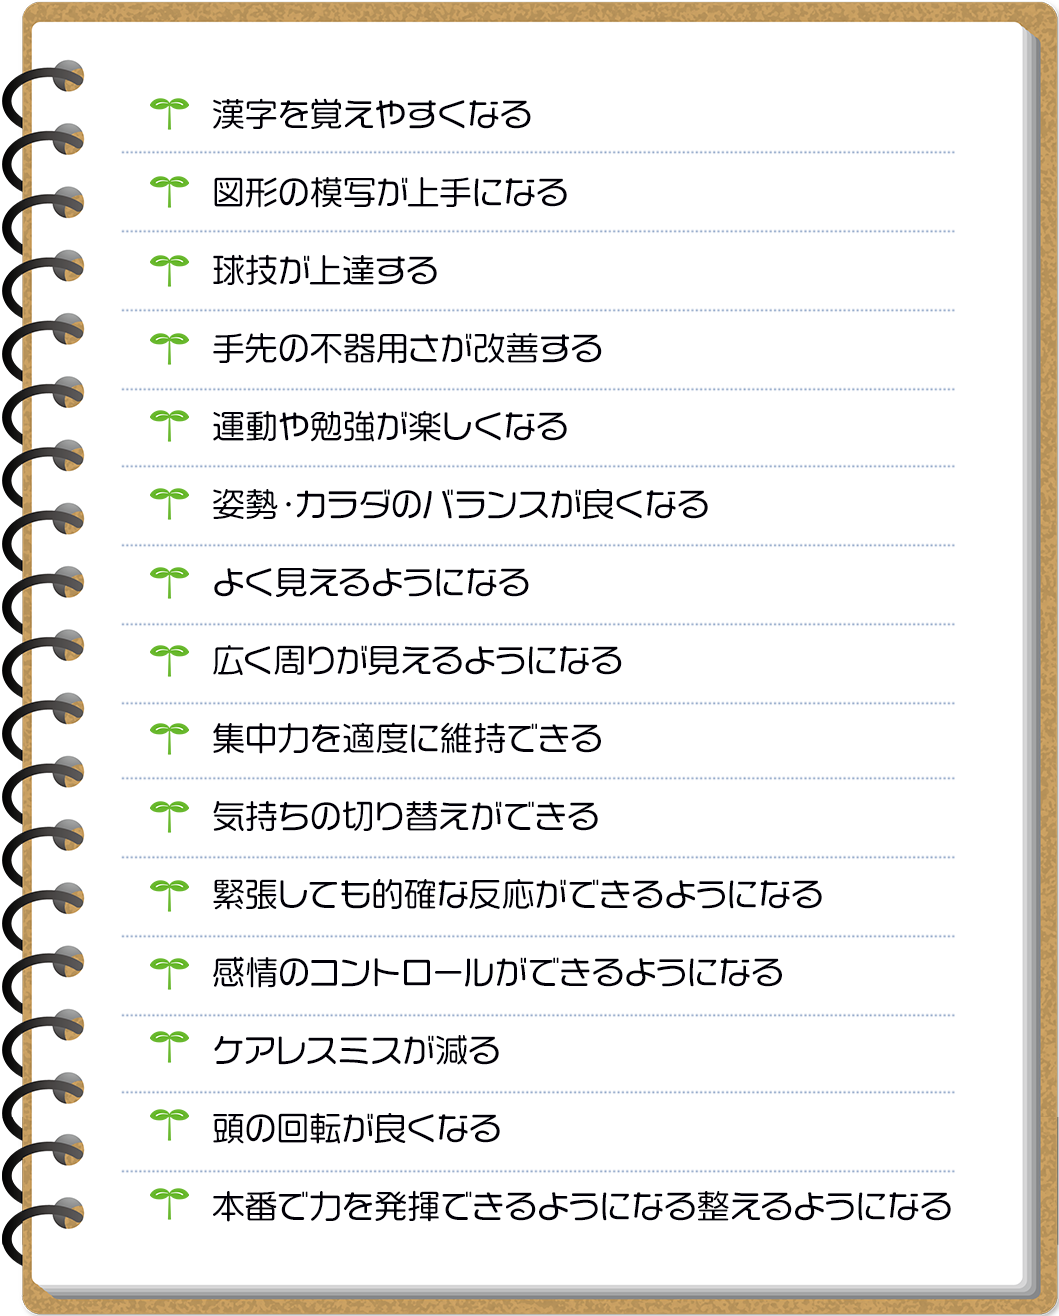 漢字を覚えやすくなる
図形の模写が上手になる
球技が上達する
手先の不器用さが改善する
運動や勉強が楽しくなる
姿勢・カラダのバランスが良くなる
よく見えるようになる
広く周りが見えるようになる
集中力を適度に維持できる
気持ちの切り替えができる
緊張しても的確な反応ができるようになる
感情のコントロールができるようになる
ケアレスミスが減る
頭の回転が良くなる
本番で力を発揮できるようになる整えるようになる